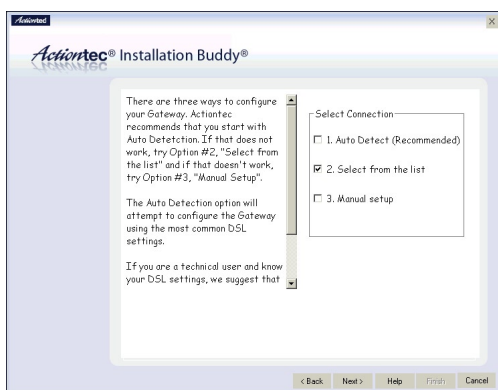 Actiontec
Actiontec® Installation Buddy®
There are three ways to configure
your Gateway. Actiontec
recommends that you start with
Auto Detetction. If that does not
work, try Option #2, "Select from
the list" and if that doesn't work,
try Option #3, "Manual Setup".
The Auto Detection option will
attempt to configure the Gateway
using the most common DSL
settings.
If you are a technical user and know
your DSL settings, we suggest that
Select Connection
1. Auto Detect (Recommended)
2. Select from the list
3. Manual setup
< Back
Next >
Help
Finish
Cancel